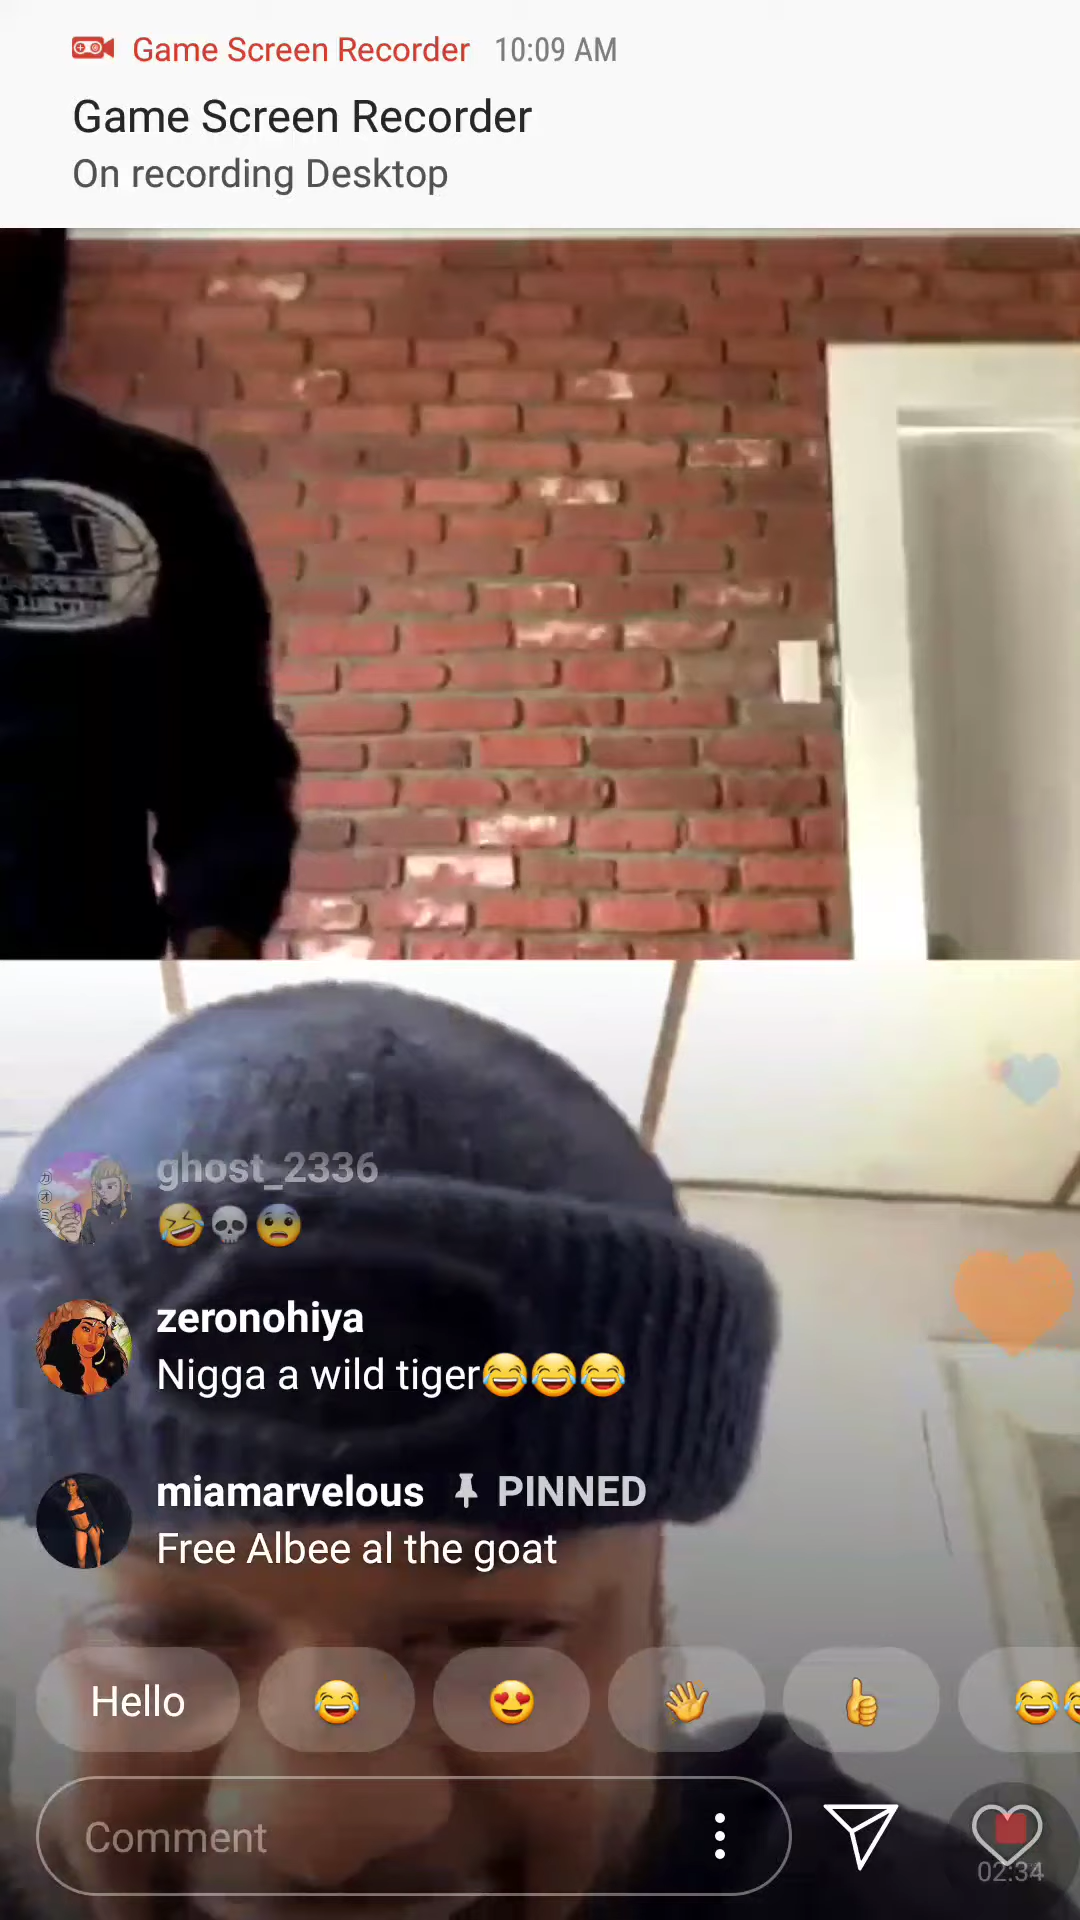 Game Screen Recorder 10:09 AM
Game Screen Recorder
On recording Desktop
ghost_2336
🤣💀😨
zeronohiya
Nigga a wild tiger😂😂😂
miamarvelous PINNED
Free Albee al the goat
Hello 😂 😍 👋 👍 😂😂
Comment
02:34